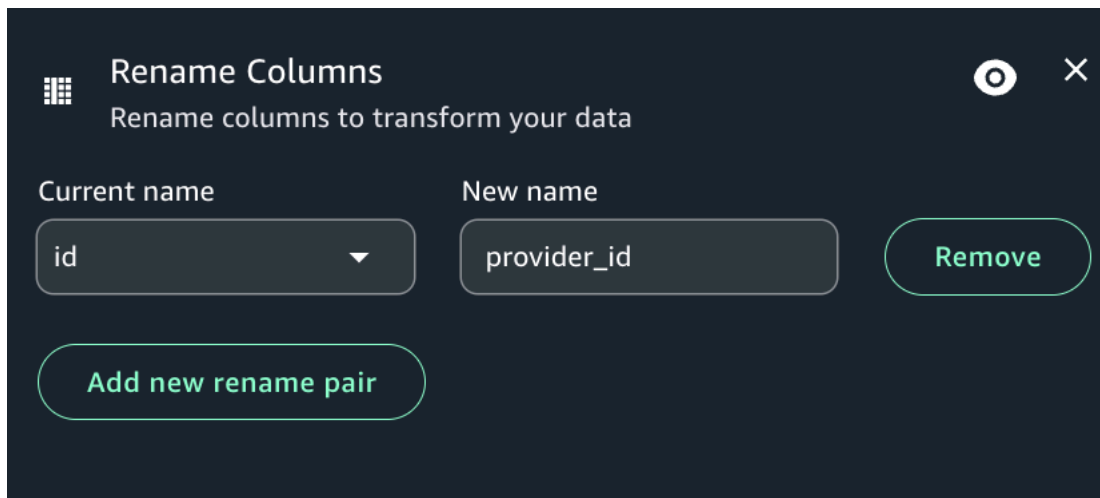 Rename Columns
Rename columns to transform your data
Current name
New name
id
provider_id
Remove
Add new rename pair